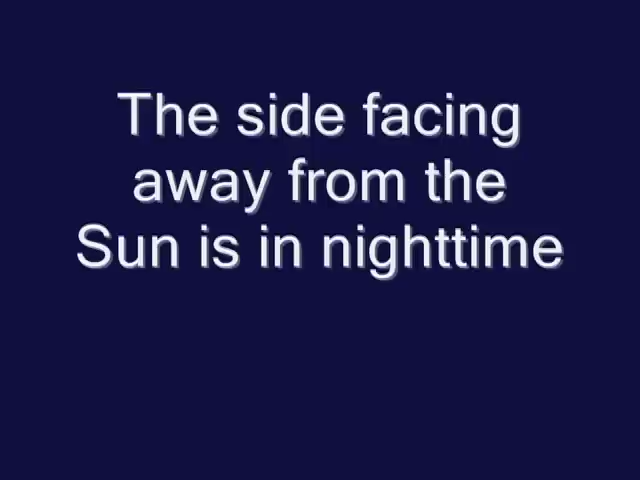 The side facing
away from the
Sun is in nighttime